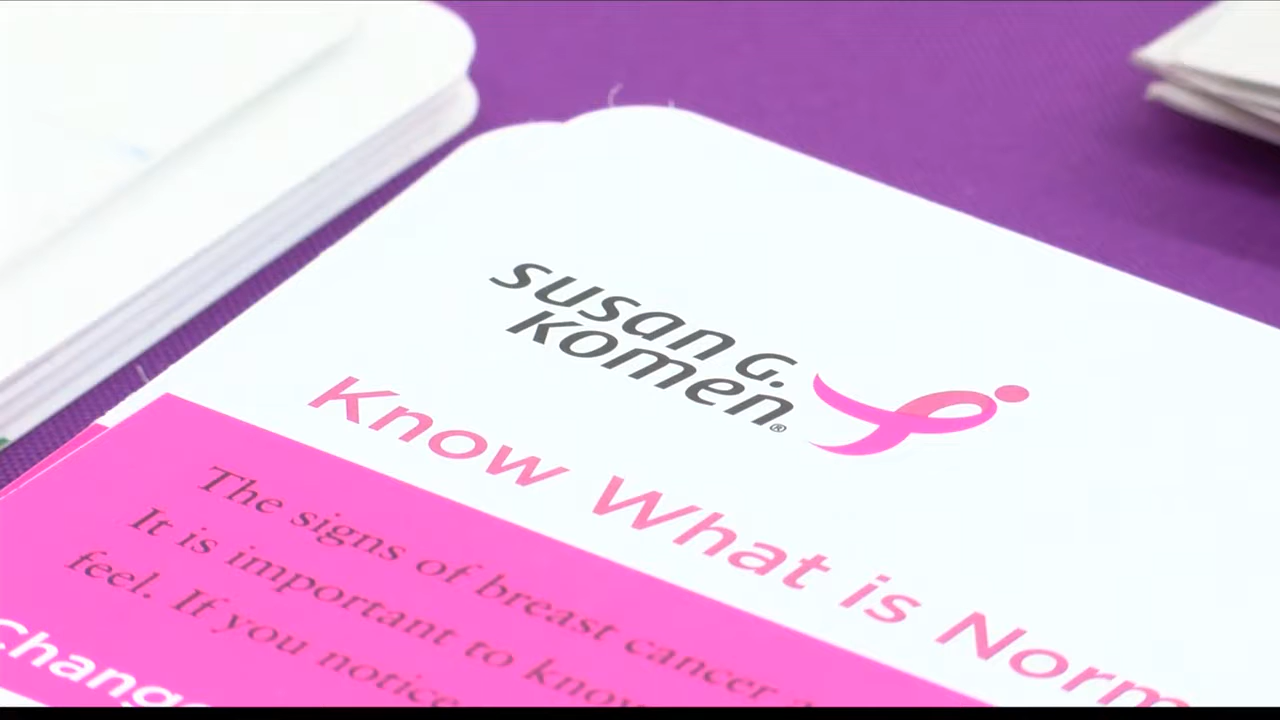 susan G.
Komen®
Know What is Norm
The signs of breast cancer
It is important to know
feel. If you notice
Change